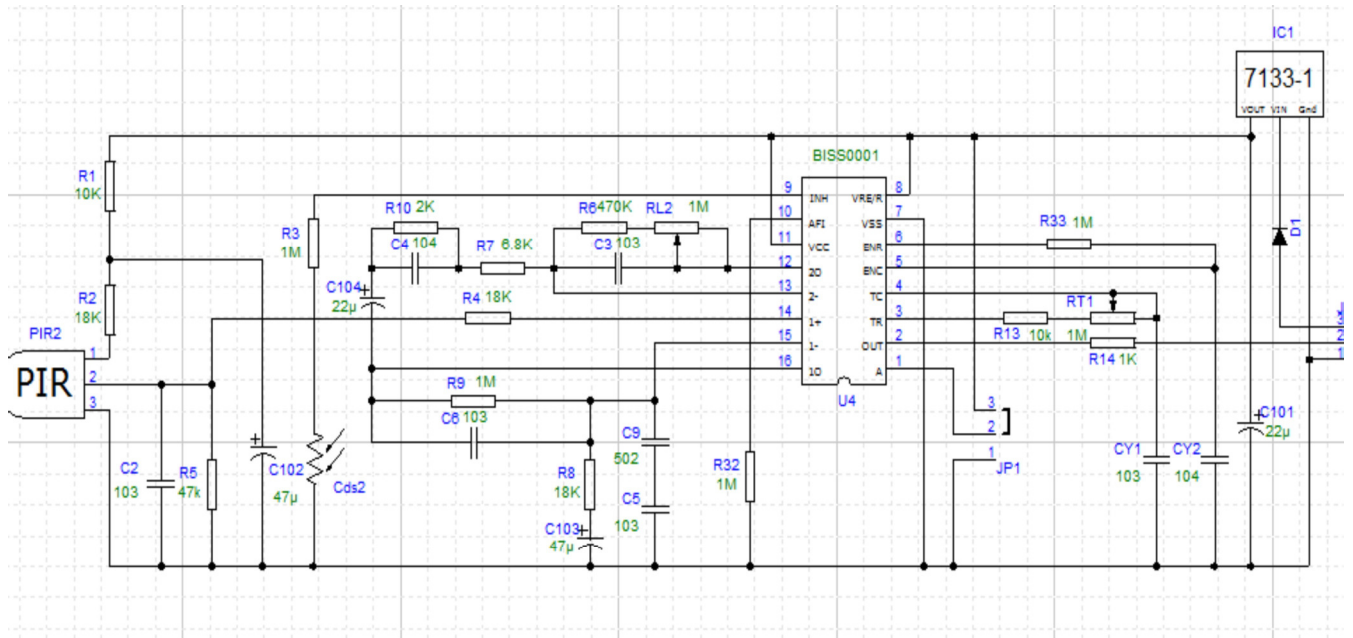 IC1
7133-1
VOUT VIN Gnd
D1
BISS0001
R1
10K
R2
18K
PIR2
PIR
1
2
3
C2
103
R5
47k
C102
47µ
R3
1M
Cds2
R10 2K
C4 104
R7 6.8K
R6 470K
RL2 1M
C3 103
C104
22µ
R4 18K
R9 1M
C6 103
R8
18K
C103
47µ
C9
502
C5
103
R32
1M
9 INH VRE/R 8
10 AFI VSS 7
11 VCC ENR 6
12 2O ENC 5
13 2- TC 4
14 1+ TR 3
15 1- OUT 2
16 1O A 1
U4
R33 1M
RT1
1M
R13 10k
R14 1K
3
2
1
JP1
CY1
103
CY2
104
C101
22µ
3
2
1